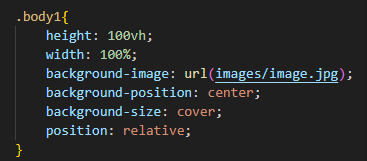 .body1{
    height: 100vh;
    width: 100%;
    background-image: url(images/image.jpg);
    background-position: center;
    background-size: cover;
    position: relative;
}